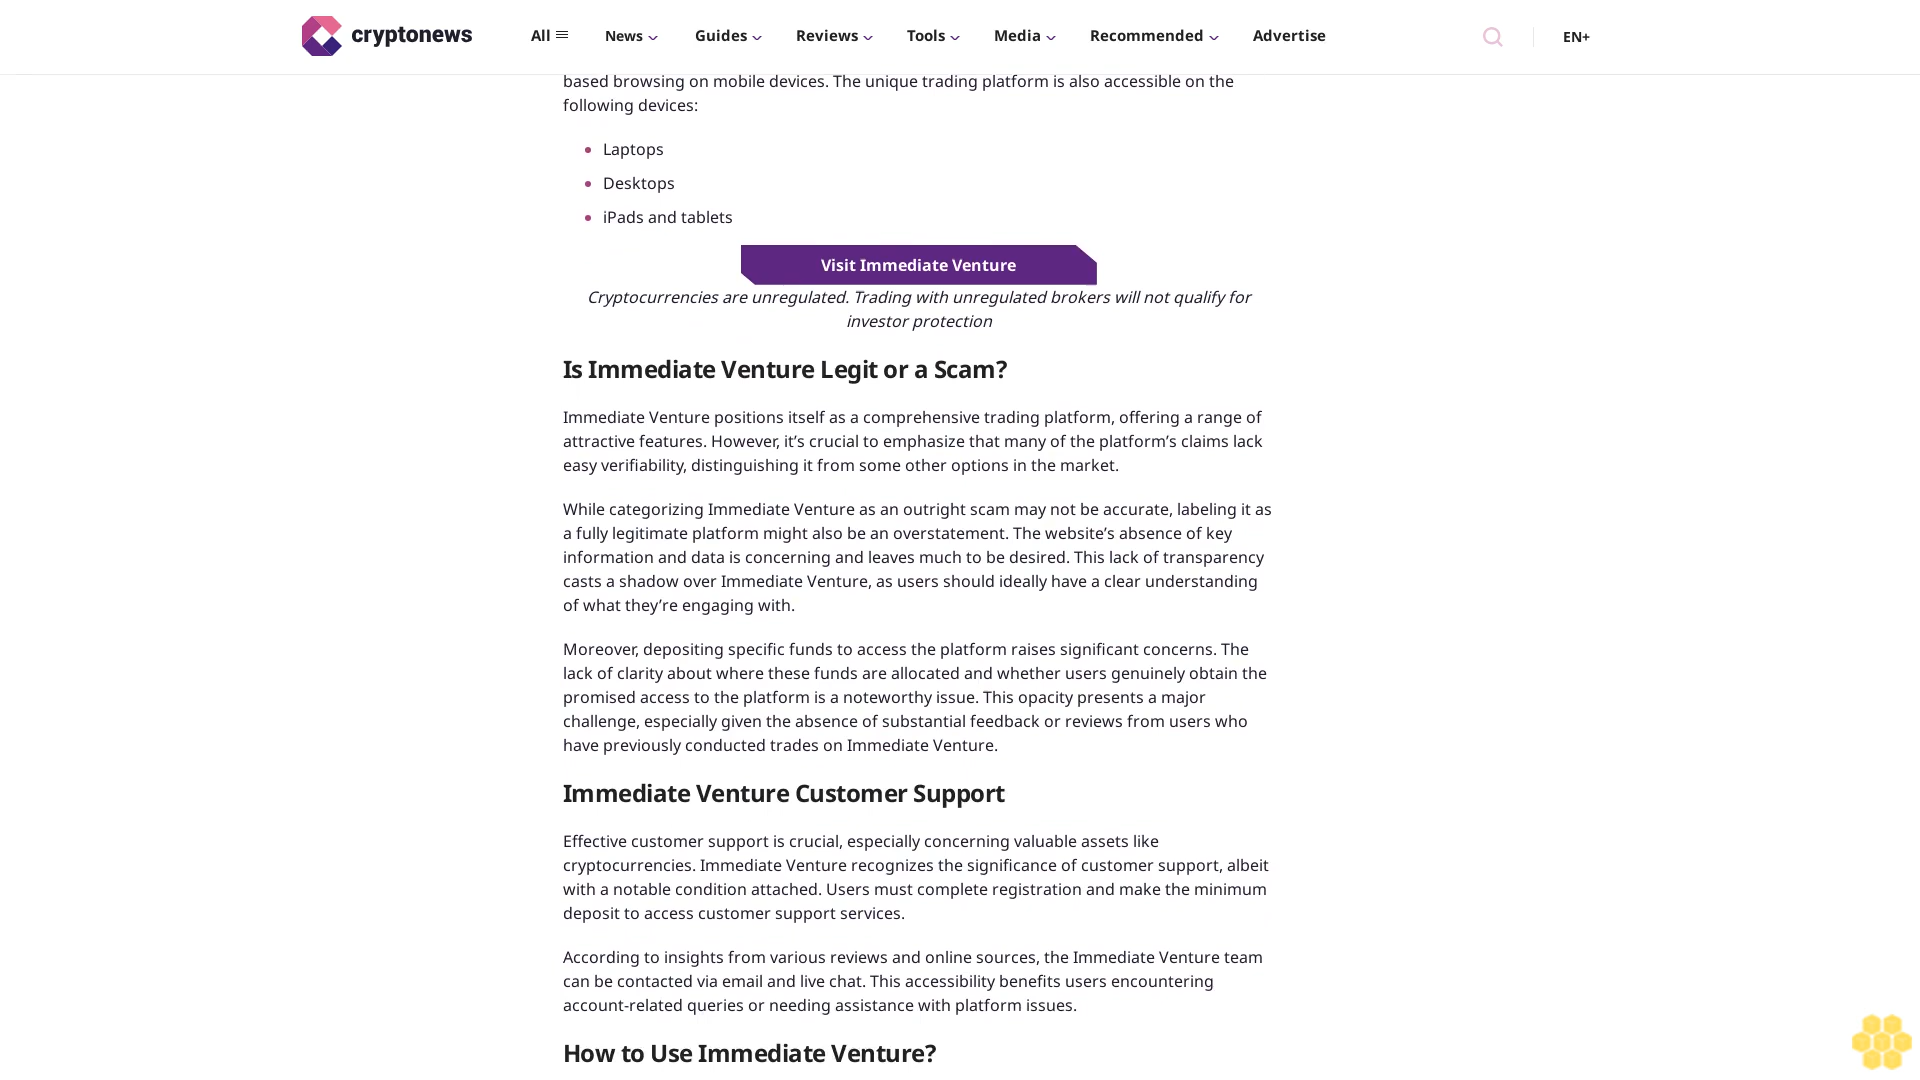 cryptonews
All
News
Guides
Reviews
Tools
Media
Recommended
Advertise
EN+
based browsing on mobile devices. The unique trading platform is also accessible on the
following devices:
Laptops
Desktops
iPads and tablets
Visit Immediate Venture
Cryptocurrencies are unregulated. Trading with unregulated brokers will not qualify for
investor protection
Is Immediate Venture Legit or a Scam?
Immediate Venture positions itself as a comprehensive trading platform, offering a range of
attractive features. However, it’s crucial to emphasize that many of the platform’s claims lack
easy verifiability, distinguishing it from some other options in the market.
While categorizing Immediate Venture as an outright scam may not be accurate, labeling it as
a fully legitimate platform might also be an overstatement. The website’s absence of key
information and data is concerning and leaves much to be desired. This lack of transparency
casts a shadow over Immediate Venture, as users should ideally have a clear understanding
of what they’re engaging with.
Moreover, depositing specific funds to access the platform raises significant concerns. The
lack of clarity about where these funds are allocated and whether users genuinely obtain the
promised access to the platform is a noteworthy issue. This opacity presents a major
challenge, especially given the absence of substantial feedback or reviews from users who
have previously conducted trades on Immediate Venture.
Immediate Venture Customer Support
Effective customer support is crucial, especially concerning valuable assets like
cryptocurrencies. Immediate Venture recognizes the significance of customer support, albeit
with a notable condition attached. Users must complete registration and make the minimum
deposit to access customer support services.
According to insights from various reviews and online sources, the Immediate Venture team
can be contacted via email and live chat. This accessibility benefits users encountering
account-related queries or needing assistance with platform issues.
How to Use Immediate Venture?